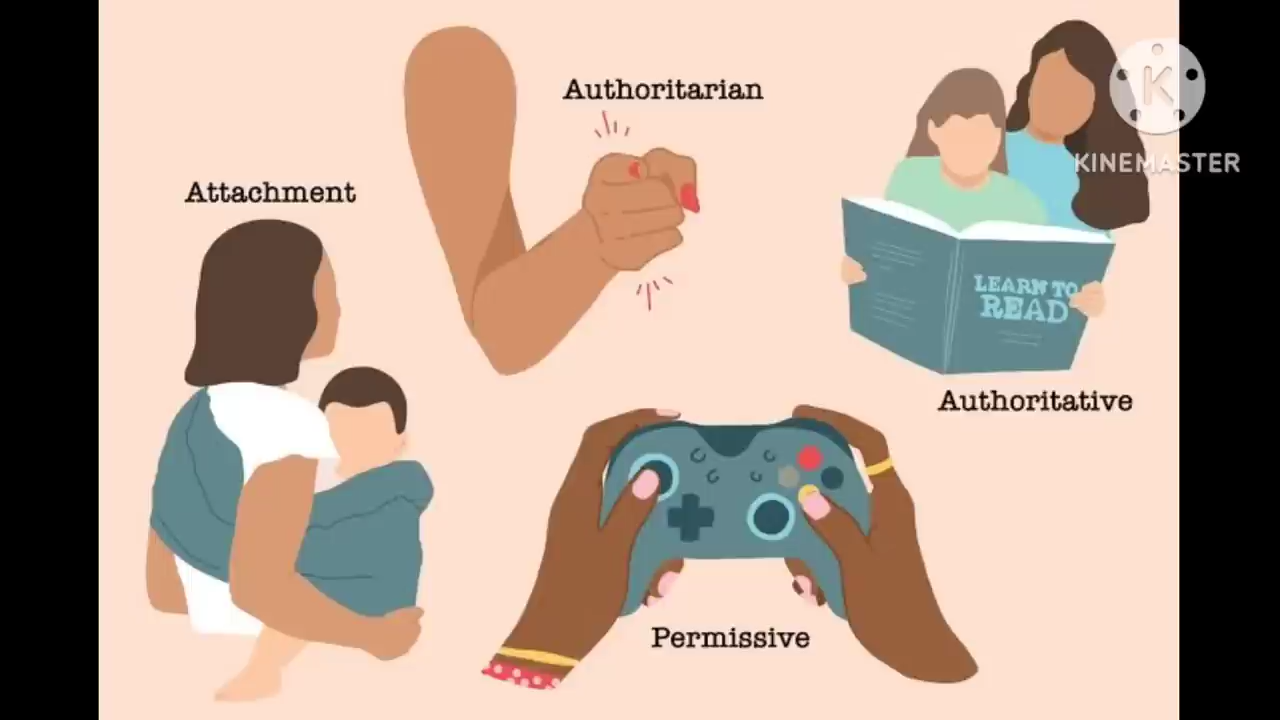 Authoritarian
K
KINEMASTER
Attachment
LEARN TO
READ
Authoritative
Permissive